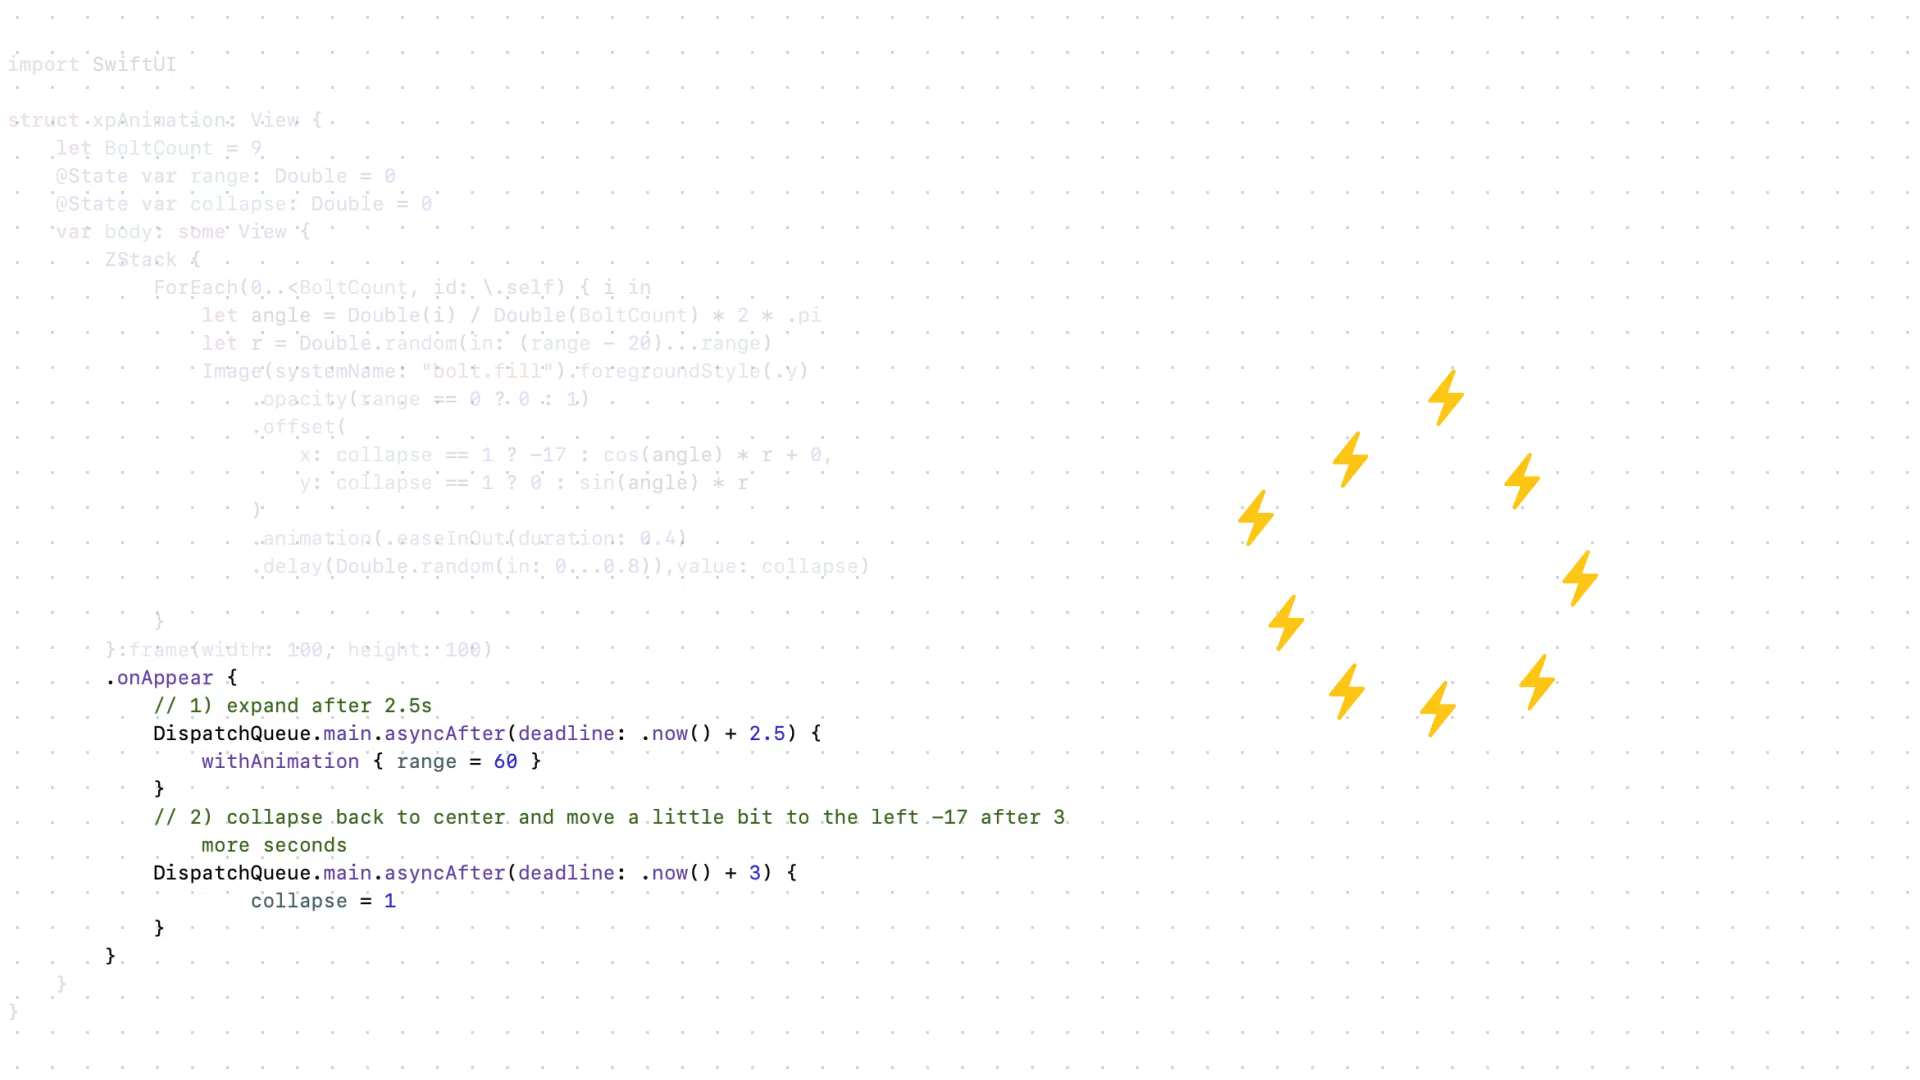 import SwiftUI
struct xpAnimation: View {
let BoltCount = 9
@State var range: Double = 0
@State var collapse: Double = 0
var body: some View {
ZStack {
ForEach(0..<BoltCount, id: \.self) { i in
let angle = Double(i) / Double(BoltCount) * 2 * .pi
let r = Double.random(in: (range - 20)...range)
Image(systemName: "bolt.fill").foregroundStyle(.y)
.opacity(range == 0 ? 0 : 1)
.offset(
x: collapse == 1 ? -17 : cos(angle) * r + 0,
y: collapse == 1 ? 0 : sin(angle) * r
)
.animation(.easeInOut(duration: 0.4)
.delay(Double.random(in: 0...0.8)),value: collapse)
}
}.frame(width: 100, height: 100)
.onAppear {
// 1) expand after 2.5s
DispatchQueue.main.asyncAfter(deadline: .now() + 2.5) {
withAnimation { range = 60 }
}
// 2) collapse back to center and move a little bit to the left -17 after 3
more seconds
DispatchQueue.main.asyncAfter(deadline: .now() + 3) {
collapse = 1
}
}
}
}